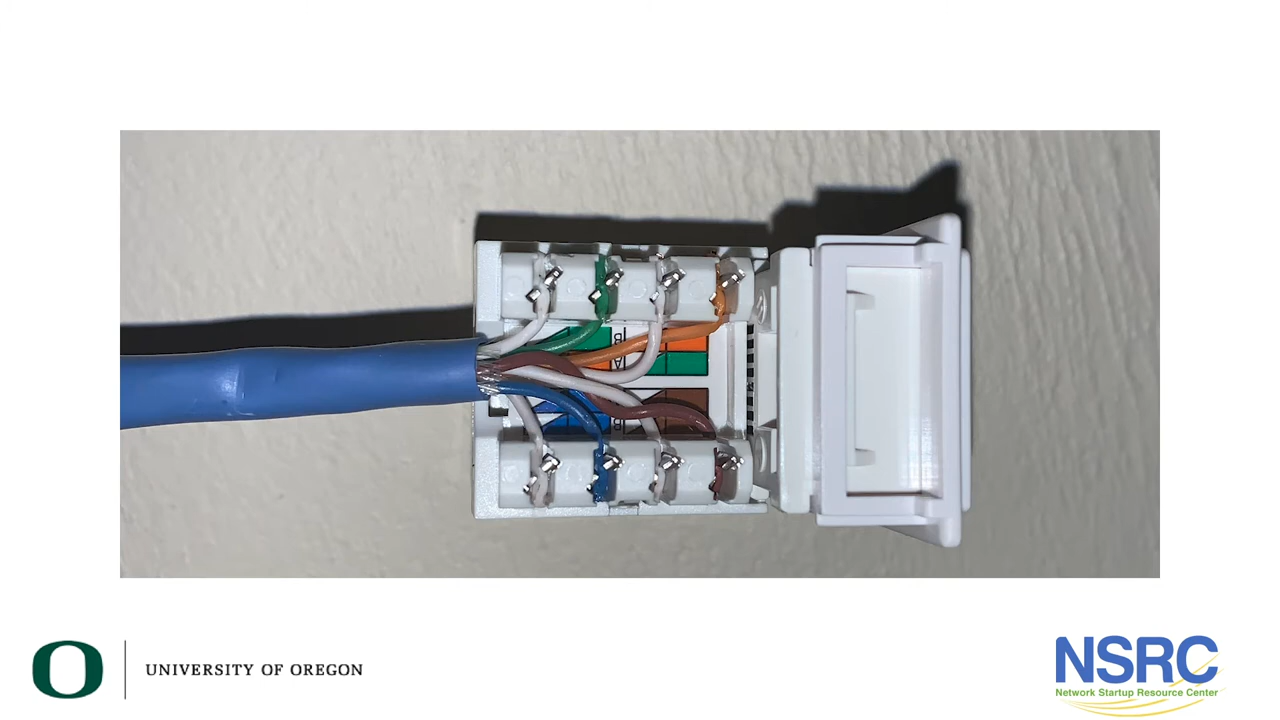 B
A
B
UNIVERSITY OF OREGON
NSRC
Network Startup Resource Center